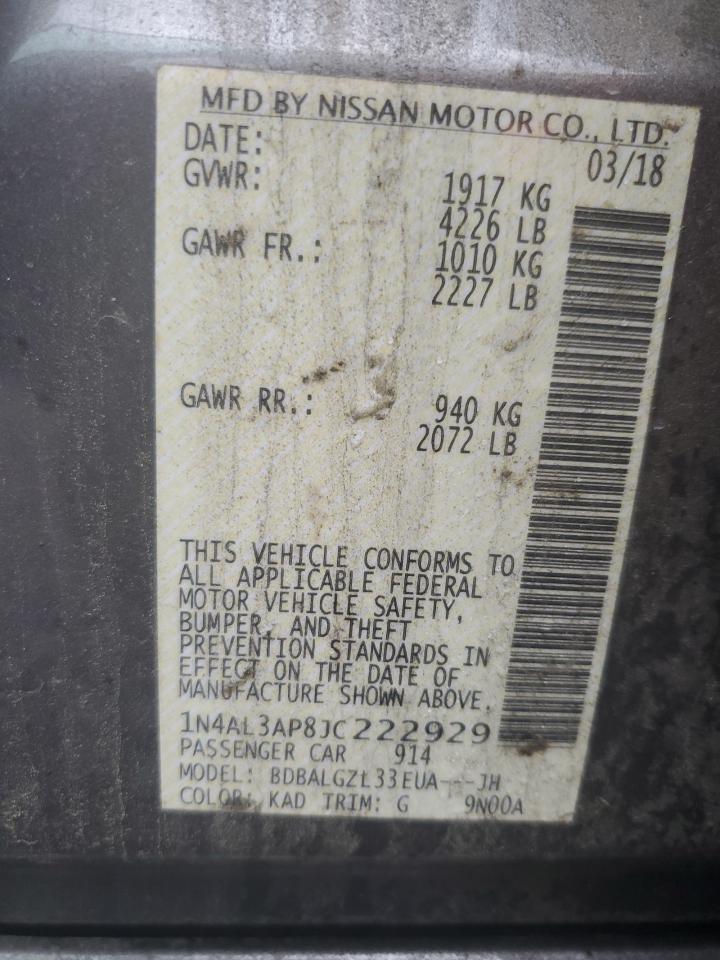 MFD BY NISSAN MOTOR CO., LTD.
DATE: 03/18
GVWR: 1917 KG
4226 LB
GAWR FR.: 1010 KG
2227 LB
GAWR RR.: 940 KG
2072 LB
THIS VEHICLE CONFORMS TO
ALL APPLICABLE FEDERAL
MOTOR VEHICLE SAFETY,
BUMPER, AND THEFT
PREVENTION STANDARDS IN
EFFECT ON THE DATE OF
MANUFACTURE SHOWN ABOVE.
1N4AL3AP8JC222929
PASSENGER CAR 914
MODEL: BDBALGZL33EUA---JH
COLOR: KAD TRIM: G 9N00A